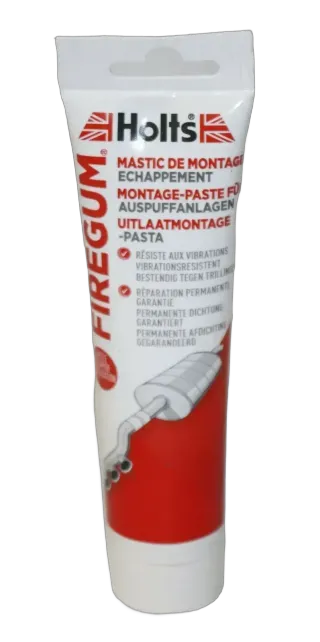 Holts
FIREGUM®
MASTIC DE MONTAGE
ECHAPPEMENT
MONTAGE-PASTE FÜR
AUSPUFFANLAGEN
UITLAATMONTAGE
-PASTA
RÉSISTE AUX VIBRATIONS
VIBRATIONSRESISTENT
BESTENDIG TEGEN TRILLINGEN
RÉPARATION PERMANENTE
GARANTIE
PERMANENTE DICHTUNG
GARANTIERT
PERMANENTE AFDICHTING
GEGARANDEERD